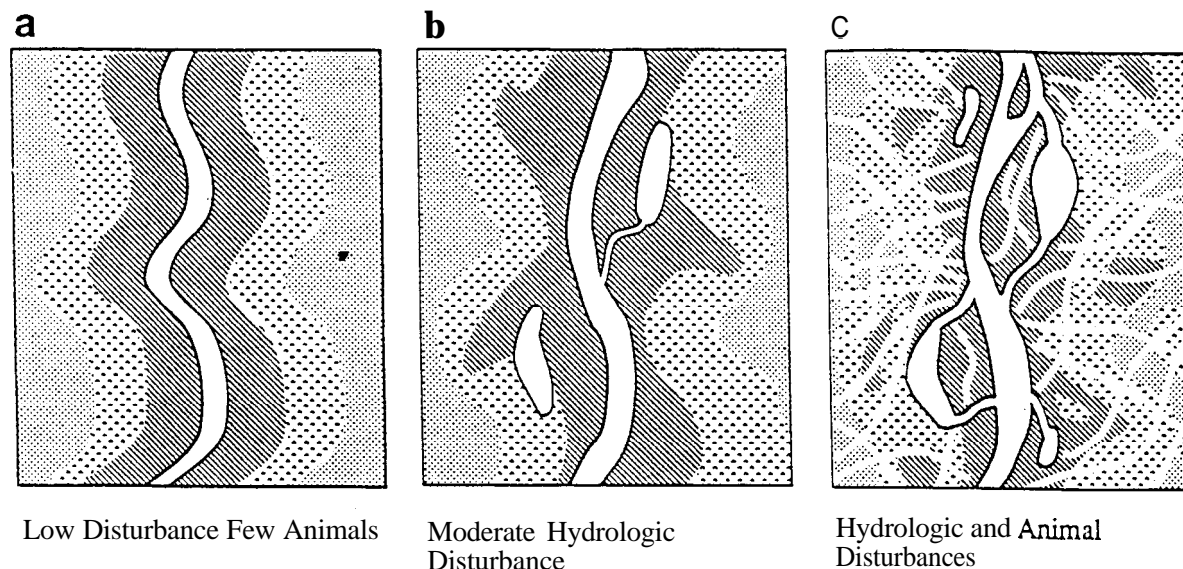 a
b
c
Low Disturbance Few Animals
Moderate Hydrologic
Disturbance
Hydrologic and Animal
Disturbances